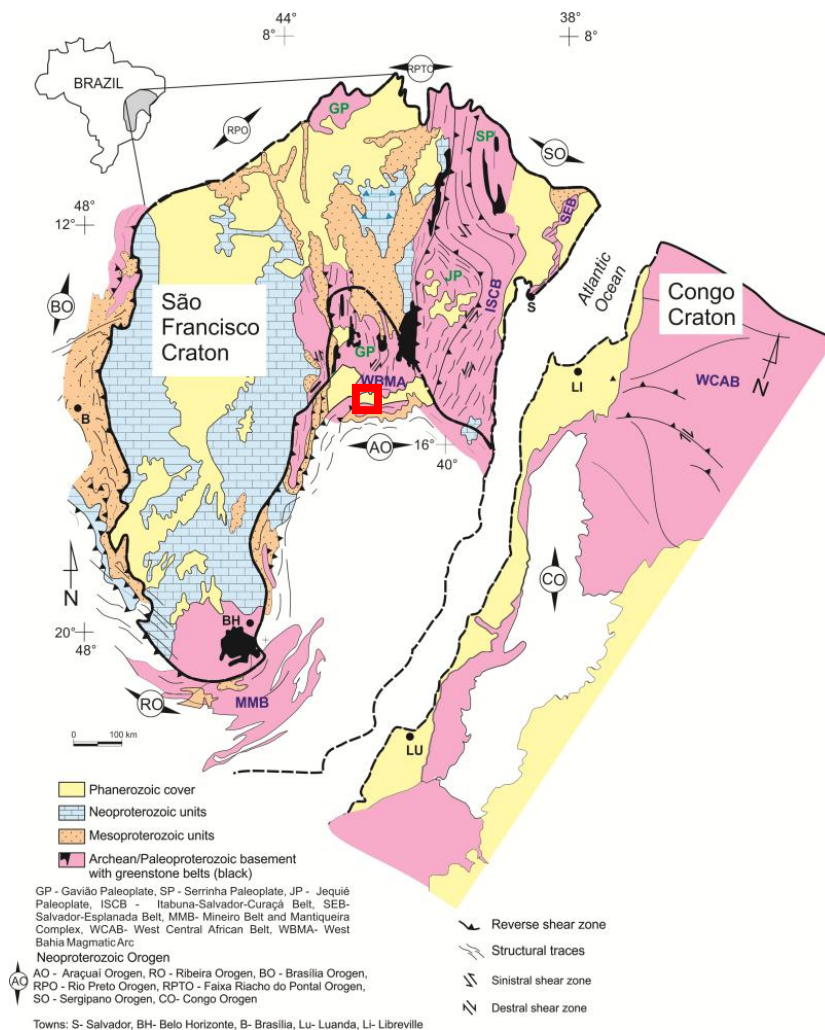 44°
8°
38°
8°
BRAZIL
RPTO
GP
RPO
SP
SO
48°
12°
SEB
JP
ISCB
Atlantic
Ocean
BO
São
Francisco
Craton
Congo
Craton
S
GP
WBMA
LI
WCAB
N
B
AO
16°
40°
CO
N
BH
20°
48°
RO
MMB
LU
0 100 km
Phanerozoic cover
Neoproterozoic units
Mesoproterozoic units
Archean/Paleoproterozoic basement
with greenstone belts (black)
GP - Gavião Paleoplate, SP - Serrinha Paleoplate, JP - Jequié
Paleoplate, ISCB - Itabuna-Salvador-Curaçá Belt, SEB-
Salvador-Esplanada Belt, MMB- Mineiro Belt and Mantiqueira
Complex, WCAB- West Central African Belt, WBMA- West
Bahia Magmatic Arc
Reverse shear zone
Structural traces
Sinistral shear zone
Destral shear zone
Neoproterozoic Orogen
AO
AO - Araçuaí Orogen, RO - Ribeira Orogen, BO - Brasília Orogen,
RPO - Rio Preto Orogen, RPTO - Faixa Riacho do Pontal Orogen,
SO - Sergipano Orogen, CO- Congo Orogen
Towns: S- Salvador, BH- Belo Horizonte, B- Brasília, Lu- Luanda, Li- Libreville